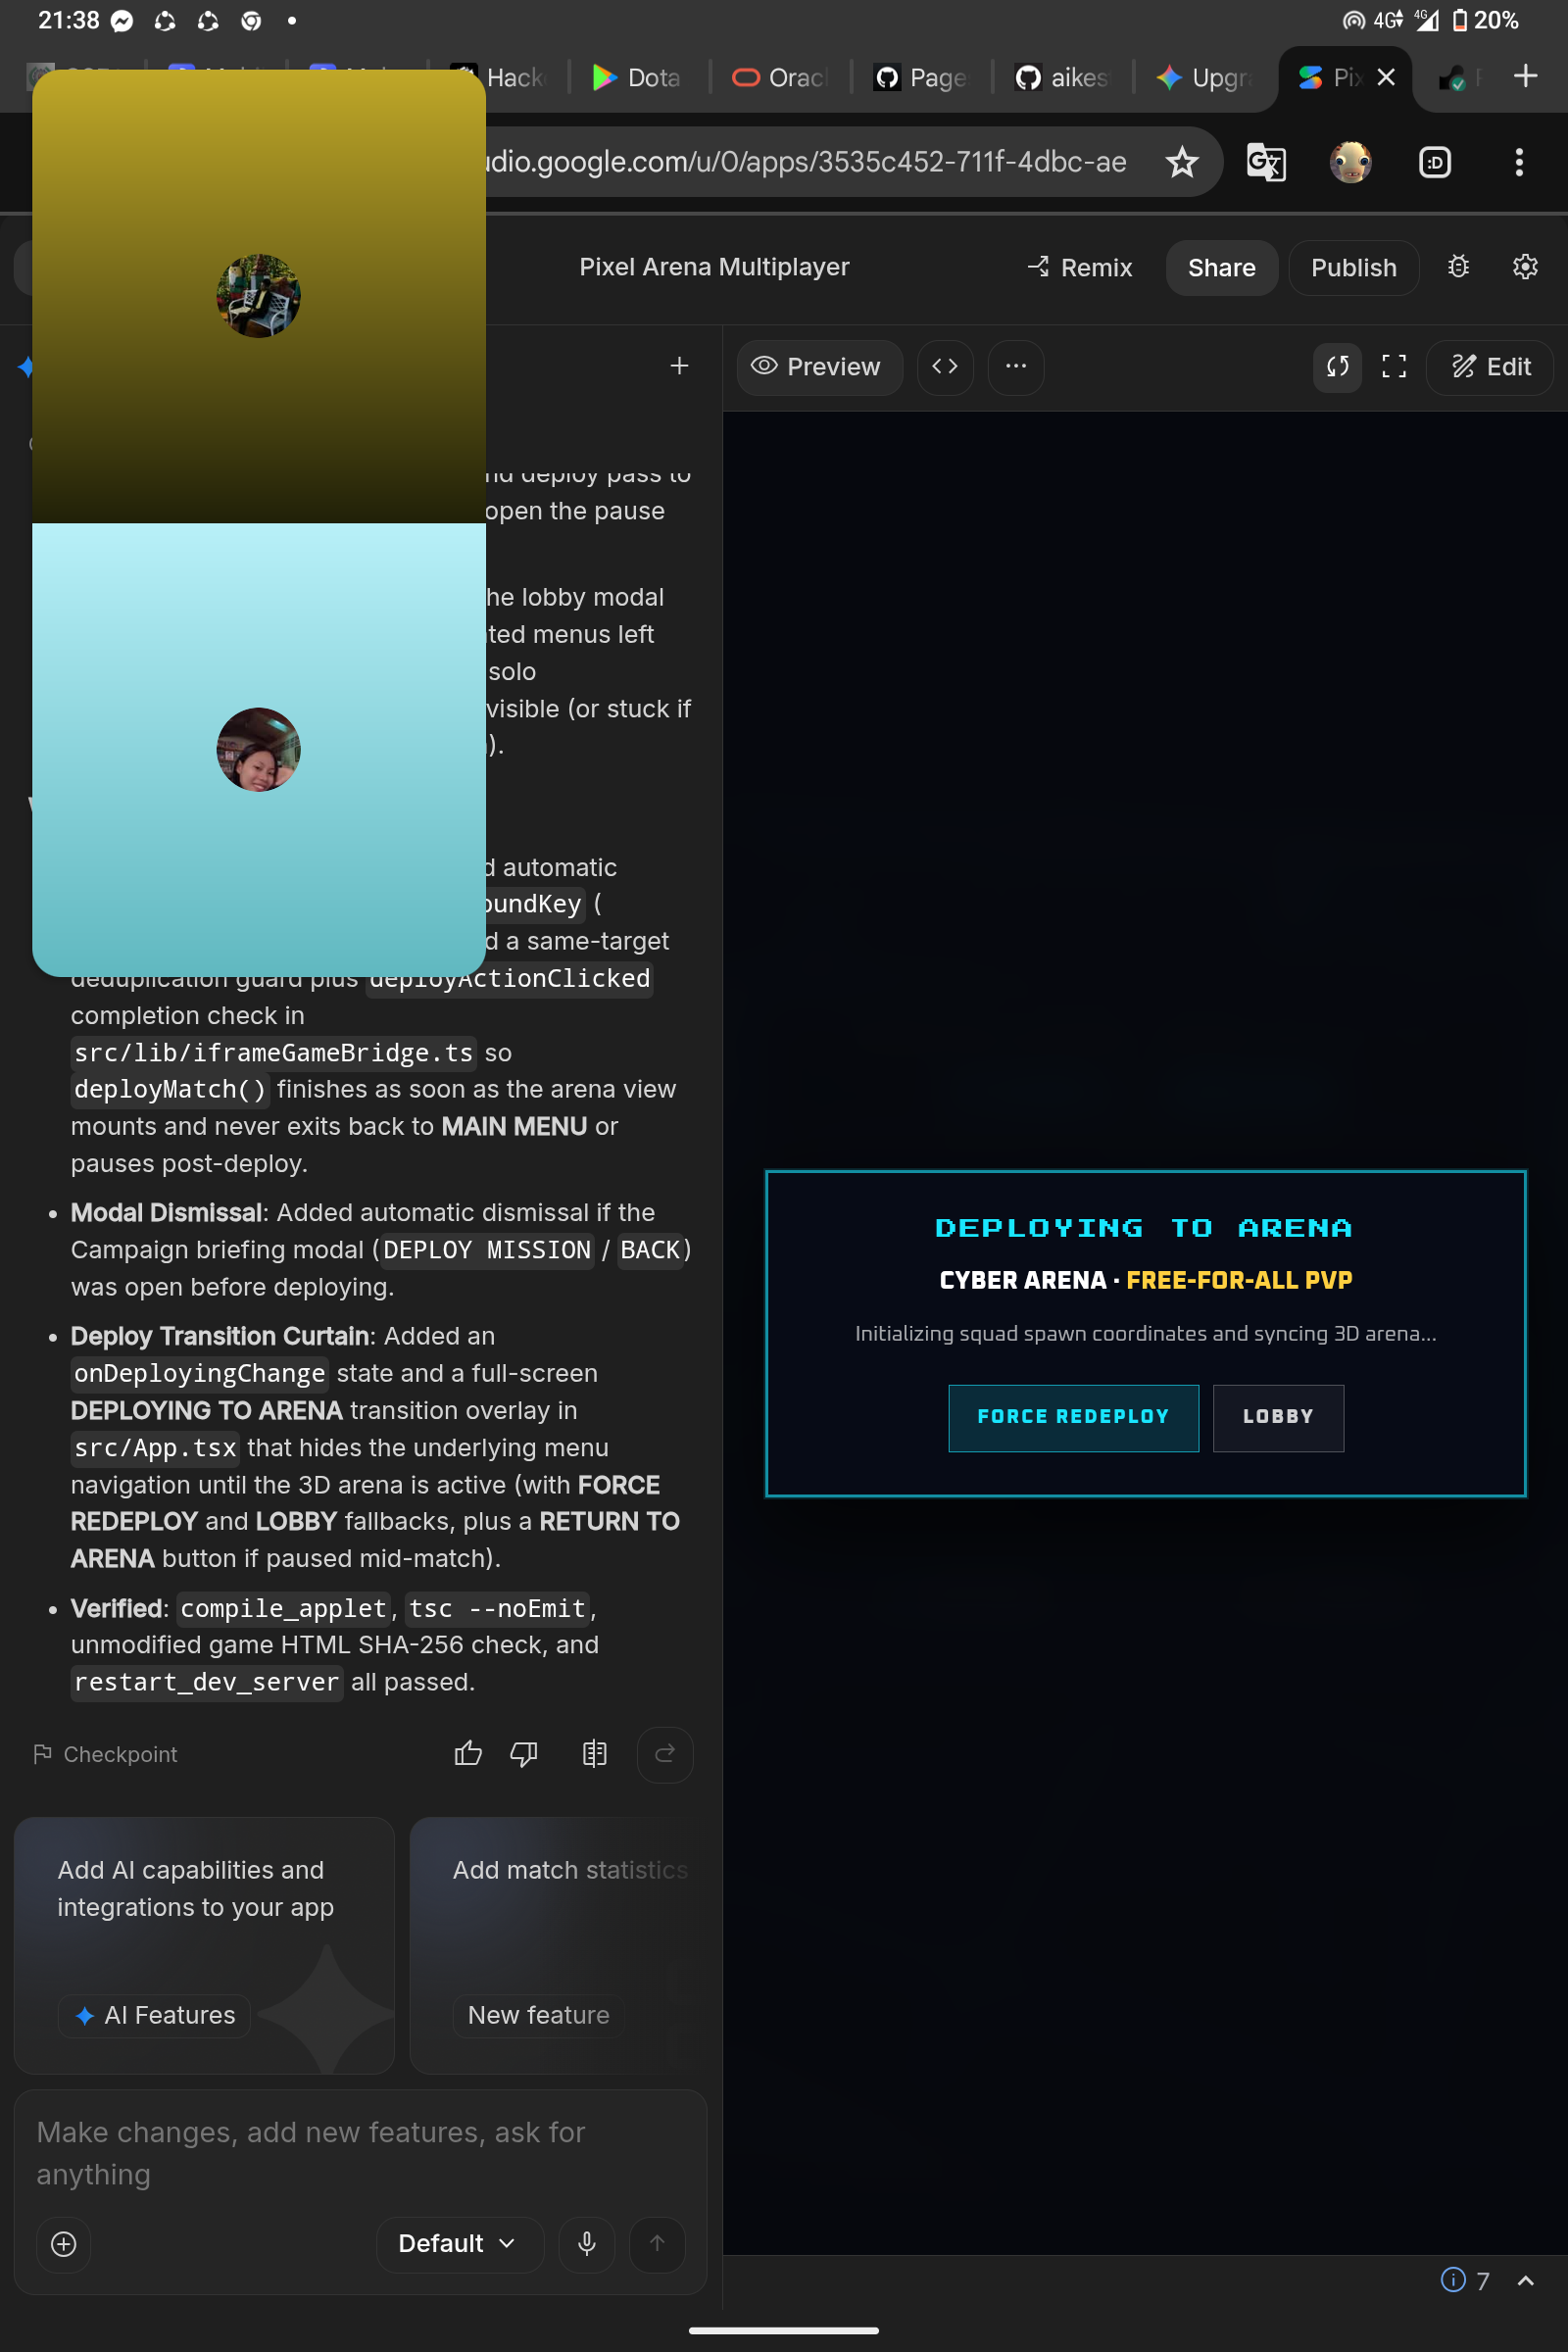 21:38
4G
4G
20%
Hack
Dota
Orac
Page
aikes
Upgr
Pix
udio.google.com/u/0/apps/3535c452-711f-4dbc-ae
:D
Pixel Arena Multiplayer
Remix
Share
Publish
Preview
Edit
nd deploy pass to
open the pause
he lobby modal
ted menus left
solo
visible (or stuck if
).
d automatic
oundKey (
d a same-target
deduplication guard plus deployActionClicked
completion check in
src/lib/iframeGameBridge.ts so
deployMatch() finishes as soon as the arena view
mounts and never exits back to MAIN MENU or
pauses post-deploy.
• Modal Dismissal: Added automatic dismissal if the
Campaign briefing modal (DEPLOY MISSION / BACK)
was open before deploying.
• Deploy Transition Curtain: Added an
onDeployingChange state and a full-screen
DEPLOYING TO ARENA transition overlay in
src/App.tsx that hides the underlying menu
navigation until the 3D arena is active (with FORCE
REDEPLOY and LOBBY fallbacks, plus a RETURN TO
ARENA button if paused mid-match).
• Verified: compile_applet, tsc --noEmit,
unmodified game HTML SHA-256 check, and
restart_dev_server all passed.
Checkpoint
Add AI capabilities and
integrations to your app
AI Features
Add match statistics
New feature
Make changes, add new features, ask for
anything
Default
DEPLOYING TO ARENA
CYBER ARENA · FREE-FOR-ALL PVP
Initializing squad spawn coordinates and syncing 3D arena...
FORCE REDEPLOY
LOBBY
7